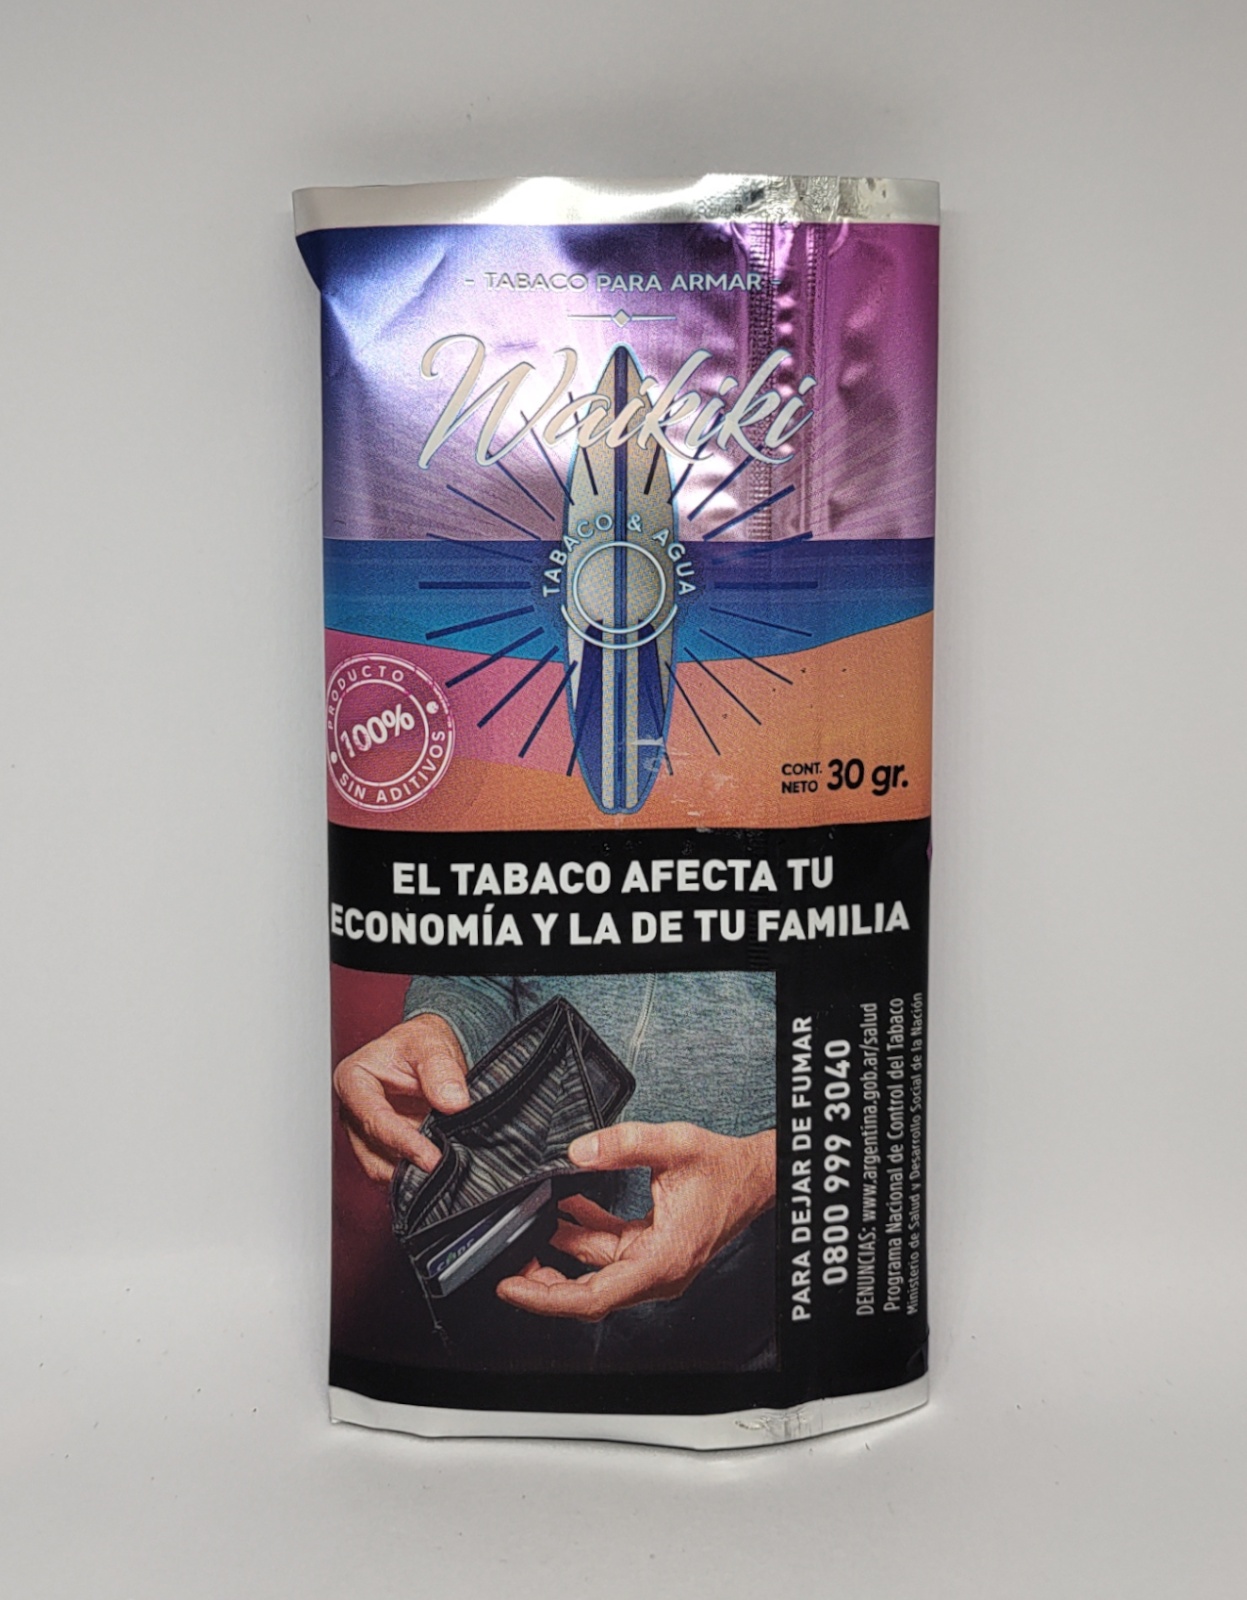 - TABACO PARA ARMAR -
Waikiki
TABACO & AGUA
PRODUCTO
100%
SIN ADITIVOS
CONT.
NETO 30 gr.
EL TABACO AFECTA TU
ECONOMÍA Y LA DE TU FAMILIA
PARA DEJAR DE FUMAR
0800 999 3040
DENUNCIAS: www.argentina.gob.ar/salud
Programa Nacional de Control del Tabaco
Ministerio de Salud y Desarrollo Social de la Nación